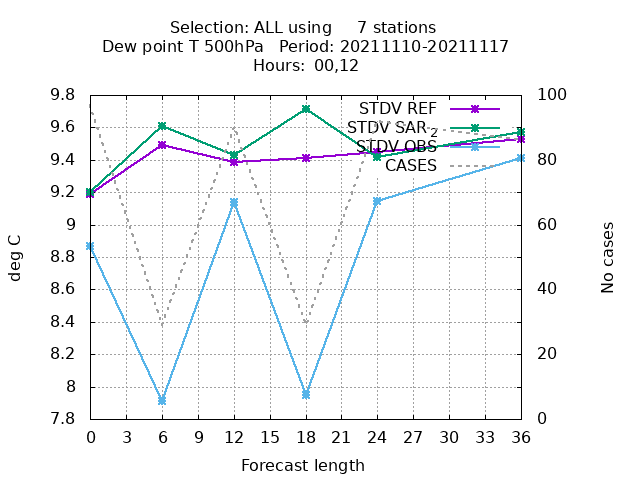 Selection: ALL using 7 stations
Dew point T 500hPa Period: 20211110-20211117
Hours: 00,12
STDV REF
STDV SAR2
STDV OBS
CASES
deg C
9.8
9.6
9.4
9.2
9
8.8
8.6
8.4
8.2
8
7.8
No cases
100
80
60
40
20
0
0 3 6 9 12 15 18 21 24 27 30 33 36
Forecast length